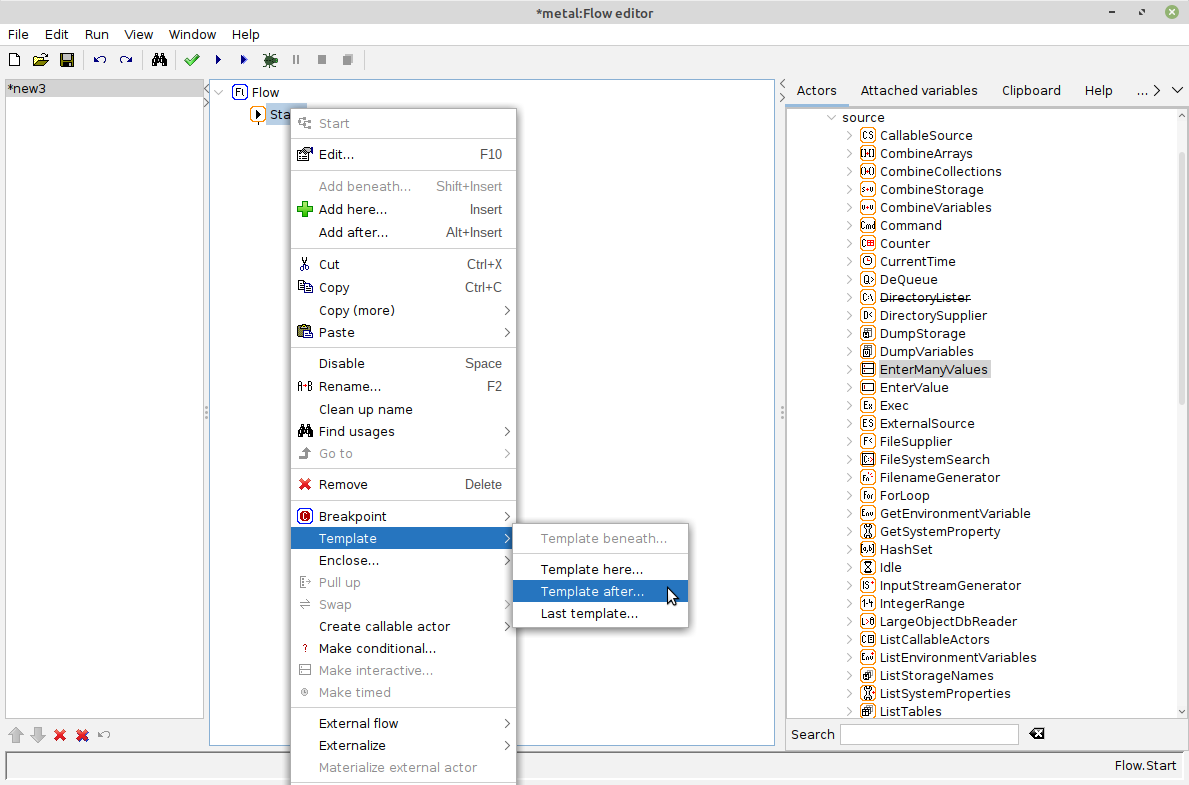 *metal:Flow editor
File Edit Run View Window Help
*new3
Flow
Sta
Start
Edit... F10
Add beneath... Shift+Insert
Add here... Insert
Add after... Alt+Insert
Cut Ctrl+X
Copy Ctrl+C
Copy (more)
Paste
Disable Space
Rename... F2
Clean up name
Find usages
Go to
Remove Delete
Breakpoint
Template
Enclose...
Pull up
Swap
Create callable actor
Make conditional...
Make interactive...
Make timed
External flow
Externalize
Materialize external actor
Template beneath...
Template here...
Template after...
Last template...
Actors Attached variables Clipboard Help ...
source
CallableSource
CombineArrays
CombineCollections
CombineStorage
CombineVariables
Command
Counter
CurrentTime
DeQueue
DirectoryLister
DirectorySupplier
DumpStorage
DumpVariables
EnterManyValues
EnterValue
Exec
ExternalSource
FileSupplier
FileSystemSearch
FilenameGenerator
ForLoop
GetEnvironmentVariable
GetSystemProperty
HashSet
Idle
InputStreamGenerator
IntegerRange
LargeObjectDbReader
ListCallableActors
ListEnvironmentVariables
ListStorageNames
ListSystemProperties
ListTables
Search
Flow.Start